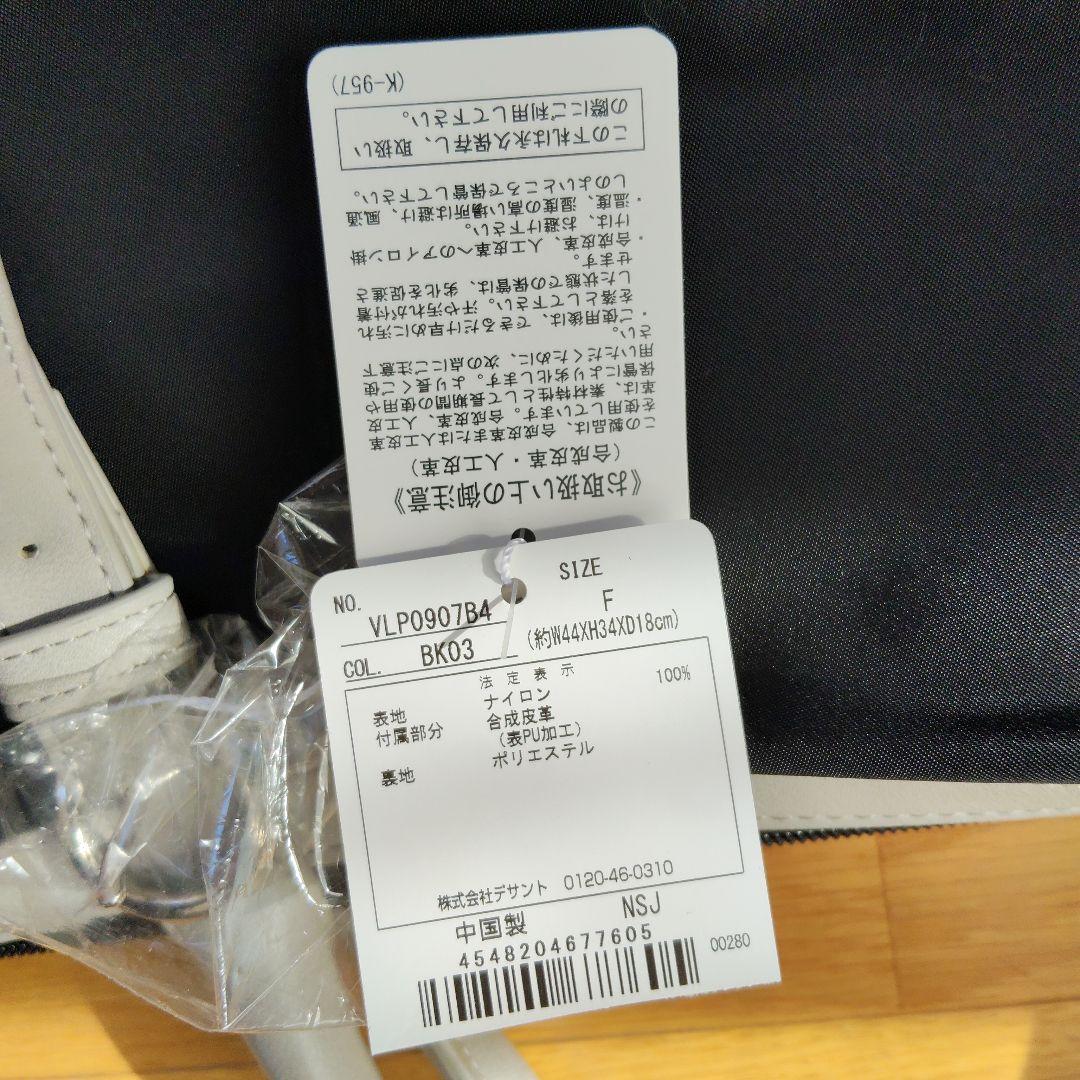 《お取扱い上の御注意》
（合成皮革・人工皮革）
この製品は、合成皮革または人工皮革
を使用しています。合成皮革、人工皮
革は、素材特性として長期間の使用や
保管により劣化します。より長くご使
用いただくために、次の点にご注意下
さい。
・ご使用後は、できるだけ早めに汚れ
を落として下さい。汗や汚れが付着
した状態での保管は、劣化を促進さ
せます。
・合成皮革、人工皮革へのアイロン掛
けは、お避け下さい。
・温度、湿度の高い場所は避け、風通
しのよいところで保管して下さい。
この下札は永久保存し、取扱い
の際にご利用して下さい。
(K-957)
NO. VLP0907B4 SIZE F
COL. BK03 (約W44XH34XD18cm)
法定表示
表地 ナイロン 100%
付属部分 合成皮革
（表PU加工）
裏地 ポリエステル
株式会社デサント 0120-46-0310
中国製 NSJ
4548204677605
00280